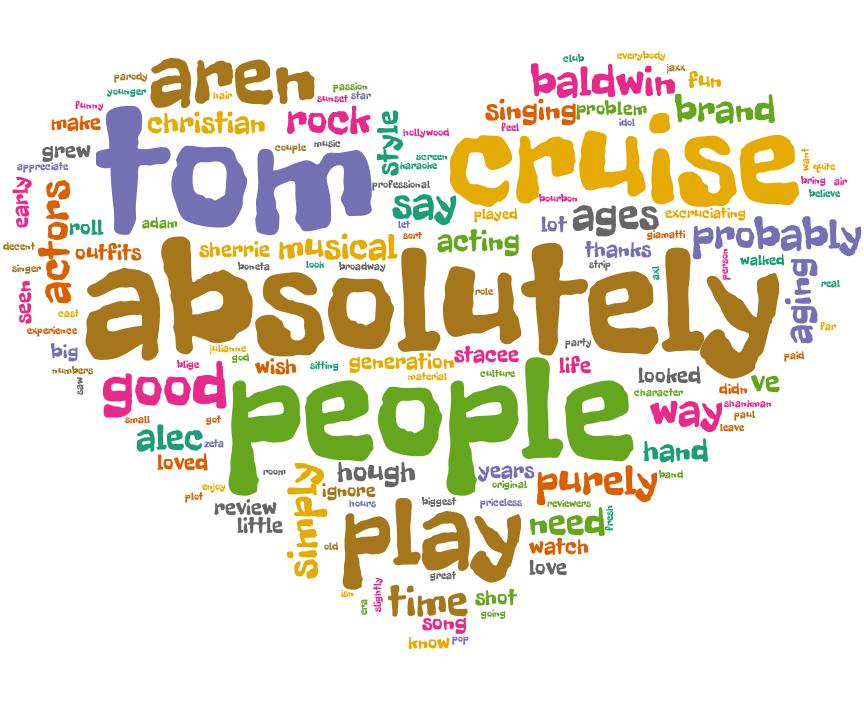 club
everybody
parody
aren
baldwin
jaxx
fun
younger
hair
passion
sunset
star
funny
make
christian
rock
singing
problem
brand
feel
idol
tom
style
hollywood
cruise
grew
couple
music
screen
karaoke
want
quite
appreciate
professional
bring
air
believe
early
actors
roll
adam
let
say
played
bourbon
lot
ages
excruciating
giamatti
probably
decent
outfits
sherrie
musical
sort
acting
thanks
walked
singer
boneta
look
broadway
strip
axl
person
aging
real
seen
cast
absolutely
role
experience
far
big
julianne
god
party
paid
numbers
saw
blige
wish
sitting
generation
stacee
life
material
culture
looked
didn
ve
good
people
character
way
shankman
paul
leave
small
got
alec
zeta
hand
loved
room
hough
years
original
purely
band
enjoy
plot
simply
ignore
hours
biggest
priceless
reviewers
review
little
play
need
fresh
old
watch
great
love
isn
era
slightly
time
shot
going
song
know
pop